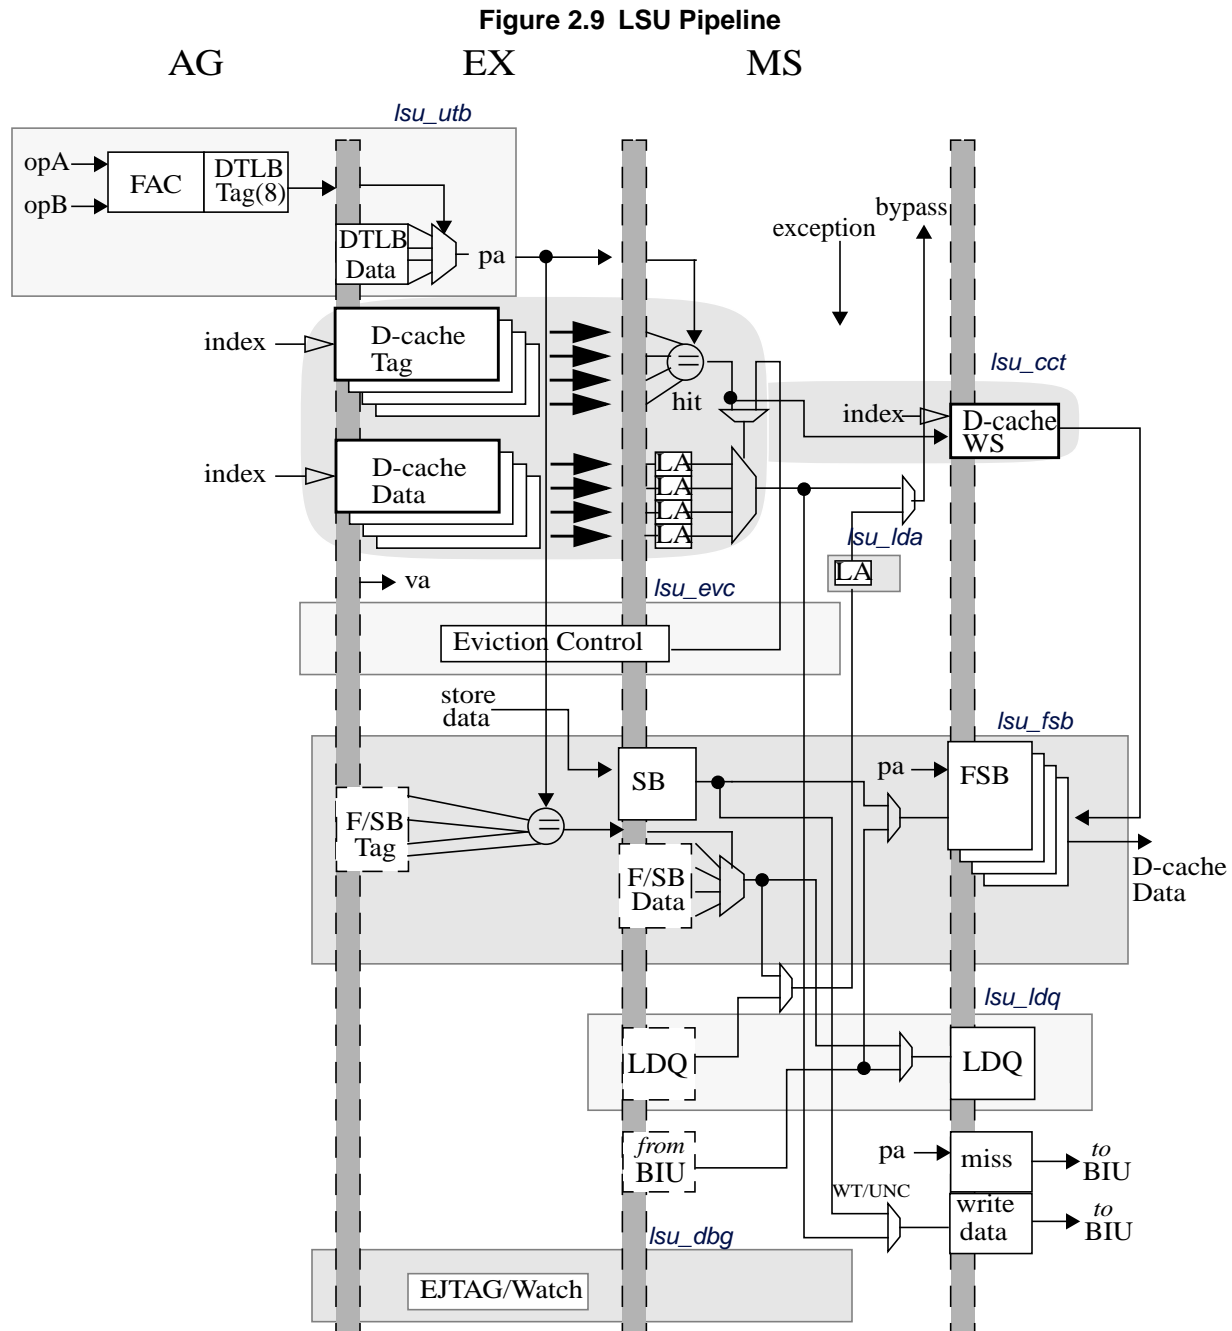 Figure 2.9 LSU Pipeline
AG
EX
MS
lsu_utb
opA
opB
FAC
DTLB
Tag(8)
DTLB
Data
pa
exception
bypass
index
D-cache
Tag
hit
lsu_cct
index
D-cache
WS
index
D-cache
Data
LA
LA
LA
LA
lsu_lda
LA
va
lsu_evc
Eviction Control
store
data
lsu_fsb
SB
pa
FSB
F/SB
Tag
F/SB
Data
D-cache
Data
lsu_ldq
LDQ
LDQ
from
BIU
pa
miss
to
BIU
WT/UNC
write
data
to
BIU
lsu_dbg
EJTAG/Watch